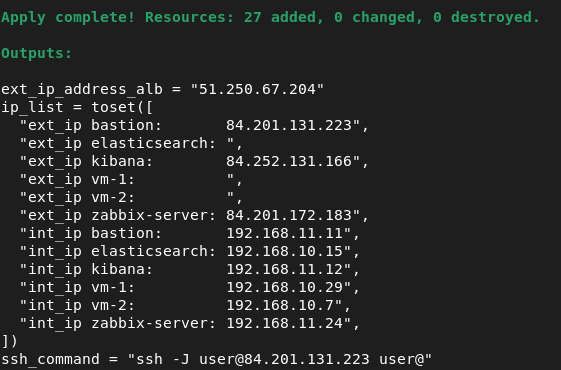 Apply complete! Resources: 27 added, 0 changed, 0 destroyed.
Outputs:
ext_ip_address_alb = "51.250.67.204"
ip_list = toset([
  "ext_ip bastion:       84.201.131.223",
  "ext_ip elasticsearch: ",
  "ext_ip kibana:        84.252.131.166",
  "ext_ip vm-1:          ",
  "ext_ip vm-2:          ",
  "ext_ip zabbix-server: 84.201.172.183",
  "int_ip bastion:       192.168.11.11",
  "int_ip elasticsearch: 192.168.10.15",
  "int_ip kibana:        192.168.11.12",
  "int_ip vm-1:          192.168.10.29",
  "int_ip vm-2:          192.168.10.7",
  "int_ip zabbix-server: 192.168.11.24",
])
ssh_command = "ssh -J user@84.201.131.223 user@"